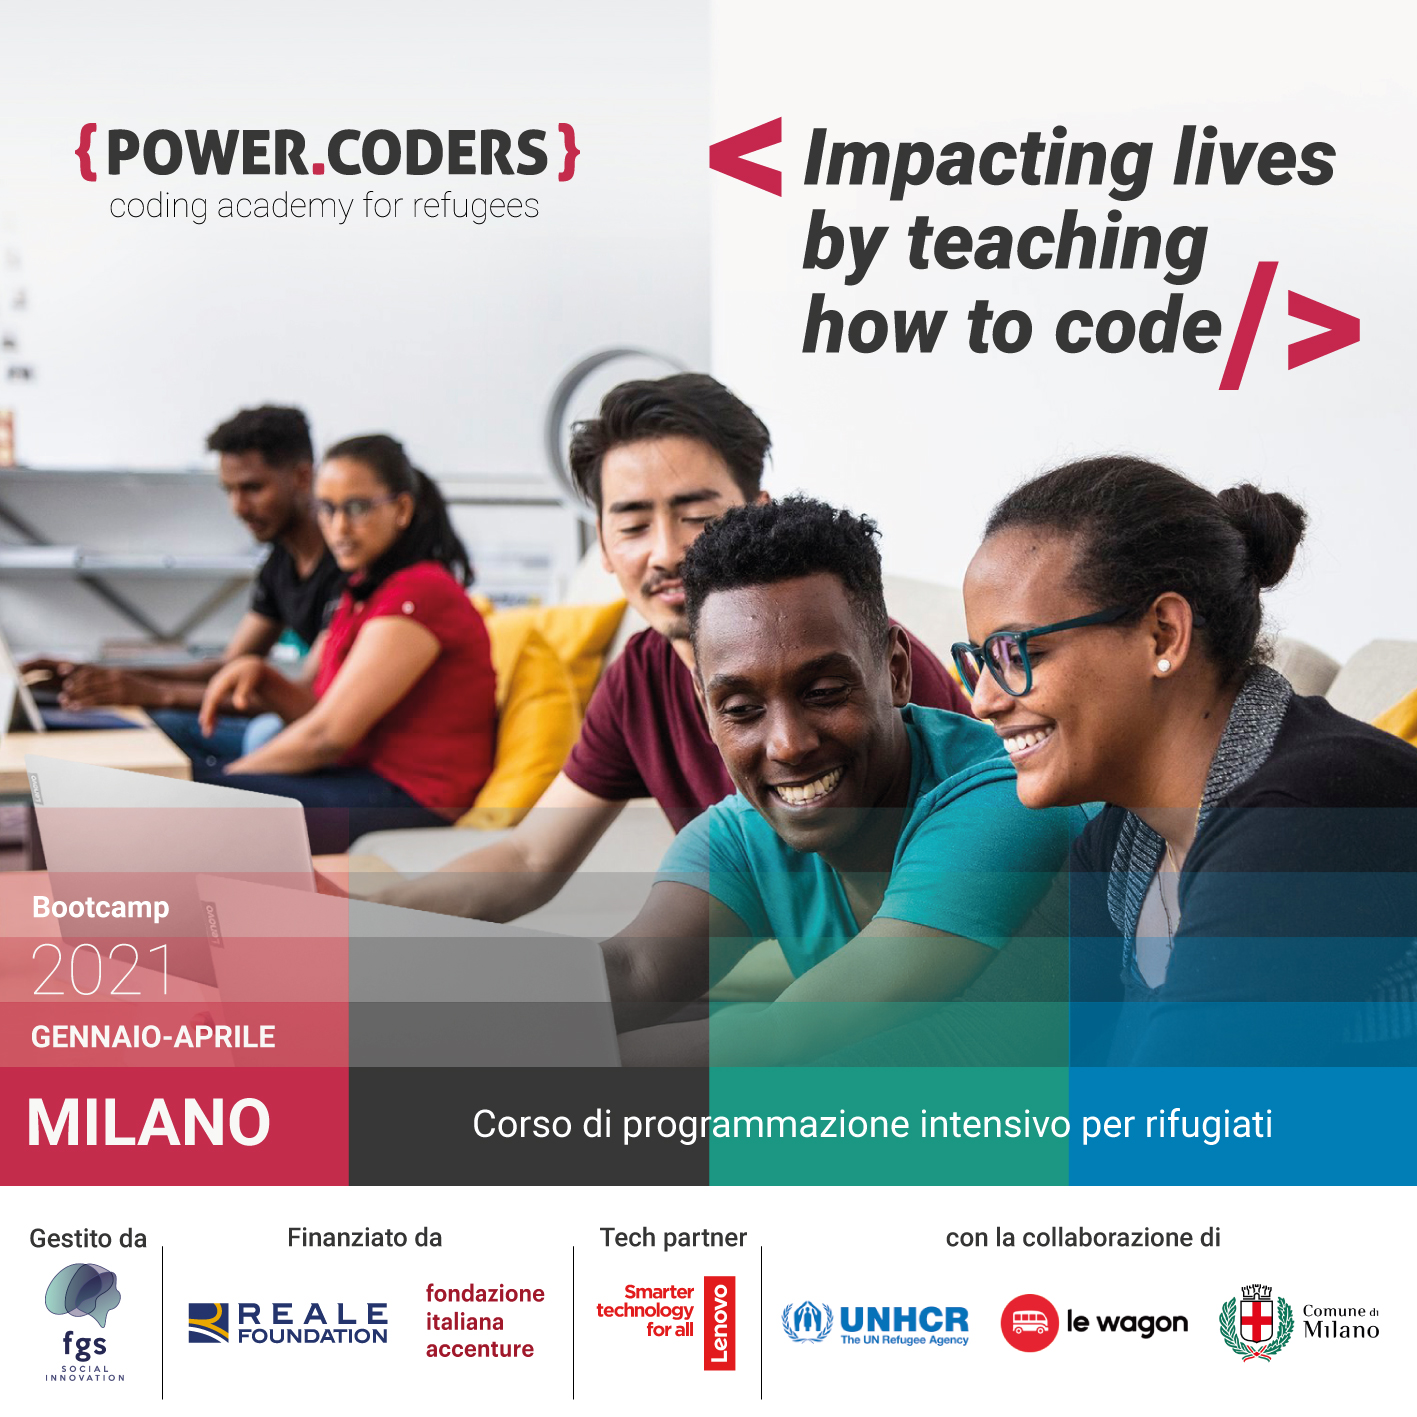 {POWER.CODERS}
coding academy for refugees
< Impacting lives
by teaching
how to code/>
Lenovo
Lenovo
Bootcamp
2021
GENNAIO-APRILE
MILANO
Corso di programmazione intensivo per rifugiati
Gestito da
fgs
SOCIAL
INNOVATION
Finanziato da
REALE
FOUNDATION
fondazione
italiana
accenture
Tech partner
Smarter
technology
for all
Lenovo
con la collaborazione di
UNHCR
The UN Refugee Agency
le wagon
Comune di
Milano